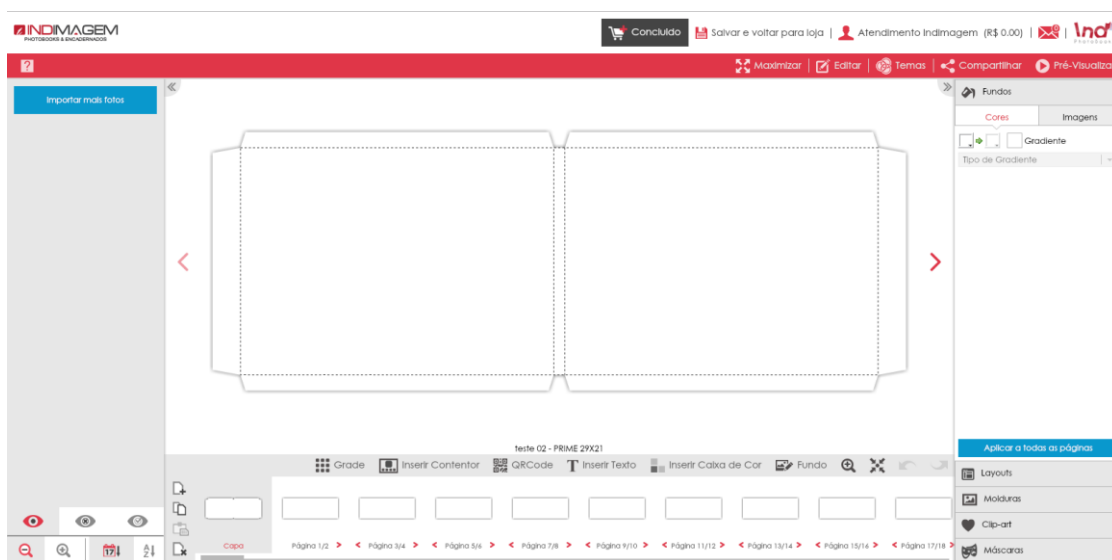 INDIMAGEM
PHOTOBOOKS & ENCADERNADOS
Concluído
Salvar e voltar para loja | Atendimento Indimagem (R$ 0.00) |
Ind
?
Maximizar | Editar | Temas | Compartilhar Pré-Visualiza
Importar mais fotos
Fundos
Cores Imagens
Gradiente
Tipo de Gradiente
teste 02 - PRIME 29X21
Aplicar a todas as páginas
Grade Inserir Contentor QRCode Inserir Texto Inserir Caixa de Cor Fundo
Layouts
Molduras
Clip-art
Máscaras
Capa Página 1/2 Página 3/4 Página 5/6 Página 7/8 Página 9/10 Página 11/12 Página 13/14 Página 15/16 Página 17/18